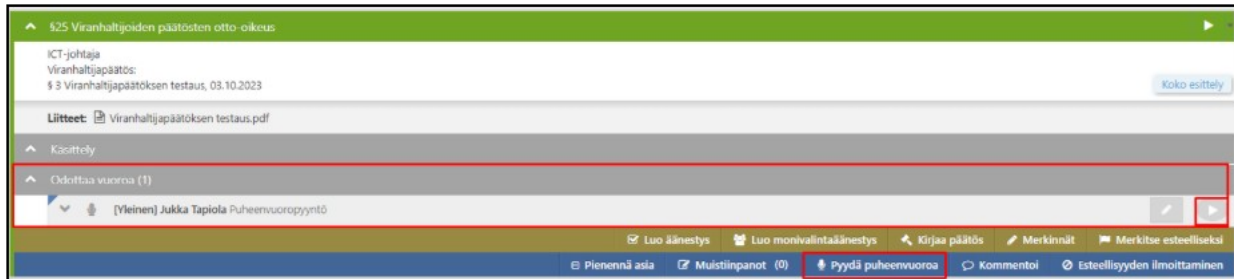 §25 Viranhaltijoiden päätösten otto-oikeus
ICT-johtaja
Viranhaltijapäätös:
§ 3 Viranhaltijapäätöksen testaus, 03.10.2023
Koko esittely
Liitteet: Viranhaltijapäätöksen testaus.pdf
Käsittely
Odottaa vuoroa (1)
[Yleinen] Jukka Tapiola Puheenvuoropyyntö
Luo äänestys Luo monivalintaäänestys Kirjaa päätös Merkinnät Merkitse esteelliseksi
Pienennä asia Muistiinpanot (0) Pyydä puheenvuoroa Kommentoi Esteellisyyden ilmoittaminen